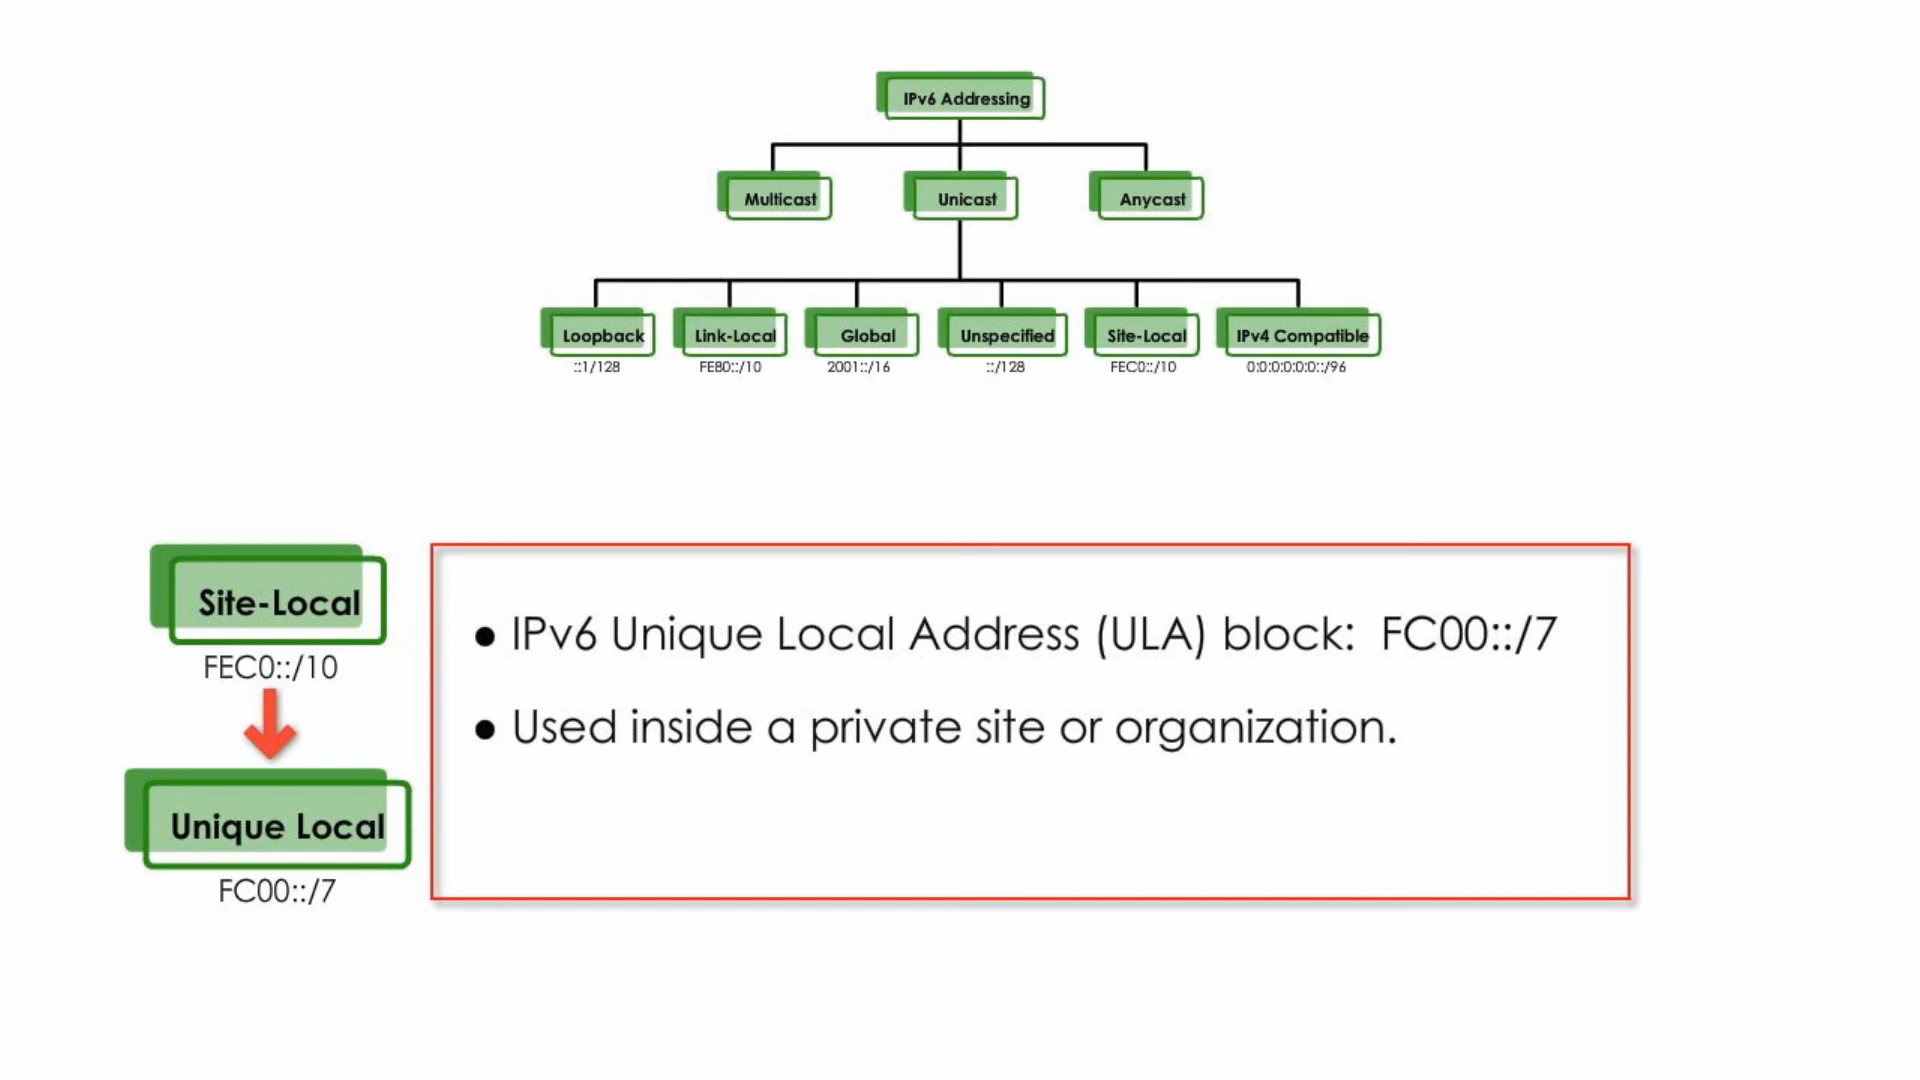 IPv6 Addressing
Multicast
Unicast
Anycast
Loopback
Link-Local
Global
Unspecified
Site-Local
IPv4 Compatible
::1/128
FE80::/10
2001::/16
::/128
FEC0::/10
0:0:0:0:0:0::/96
Site-Local
FEC0::/10
Unique Local
FC00::/7
● IPv6 Unique Local Address (ULA) block: FC00::/7
● Used inside a private site or organization.